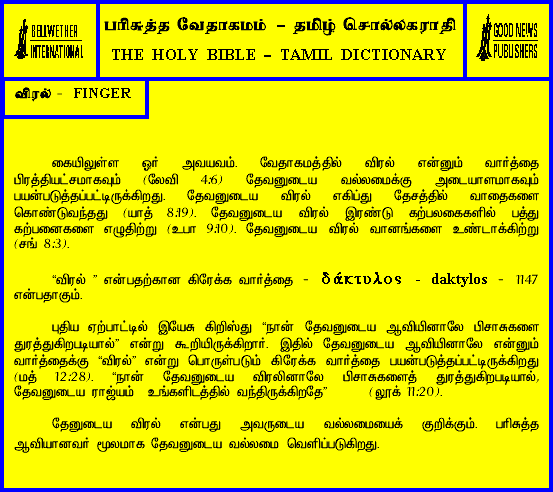 BELLWETHER
INTERNATIONAL
பரிசுத்த வேதாகமம் - தமிழ் சொல்லகராதி
THE HOLY BIBLE - TAMIL DICTIONARY
GOOD NEWS
PUBLISHERS
விரல் - FINGER
கையிலுள்ள ஓர் அவயவம். வேதாகமத்தில் விரல் என்னும் வார்த்தை
பிரத்தியட்சமாகவும் (லேவி 4:6) தேவனுடைய வல்லமைக்கு அடையாளமாகவும்
பயன்படுத்தப்பட்டிருக்கிறது. தேவனுடைய விரல் எகிப்து தேசத்தில் வாதைகளை
கொண்டுவந்தது (யாத் 8:19). தேவனுடைய விரல் இரண்டு கற்பலகைகளில் பத்து
கற்பனைகளை எழுதிற்று (உபா 9:10). தேவனுடைய விரல் வானங்களை உண்டாக்கிற்று
(சங் 8:3).
“விரல் ” என்பதற்கான கிரேக்க வார்த்தை - δάκτυλος - daktylos - 1147
என்பதாகும்.
புதிய ஏற்பாட்டில் இயேசு கிறிஸ்து “நான் தேவனுடைய ஆவியினாலே பிசாசுகளை
துரத்துகிறபடியால்” என்று கூறியிருக்கிறார். இதில் தேவனுடைய ஆவியினாலே என்னும்
வார்த்தைக்கு “விரல்” என்று பொருள்படும் கிரேக்க வார்த்தை பயன்படுத்தப்பட்டிருக்கிறது
(மத் 12:28). “நான் தேவனுடைய விரலினாலே பிசாசுகளைத் துரத்துகிறபடியால்,
தேவனுடைய ராஜ்யம் உங்களிடத்தில் வந்திருக்கிறதே” (லூக் 11:20).
தேனுடைய விரல் என்பது அவருடைய வல்லமையைக் குறிக்கும். பரிசுத்த
ஆவியானவர் மூலமாக தேவனுடைய வல்லமை வெளிப்படுகிறது.